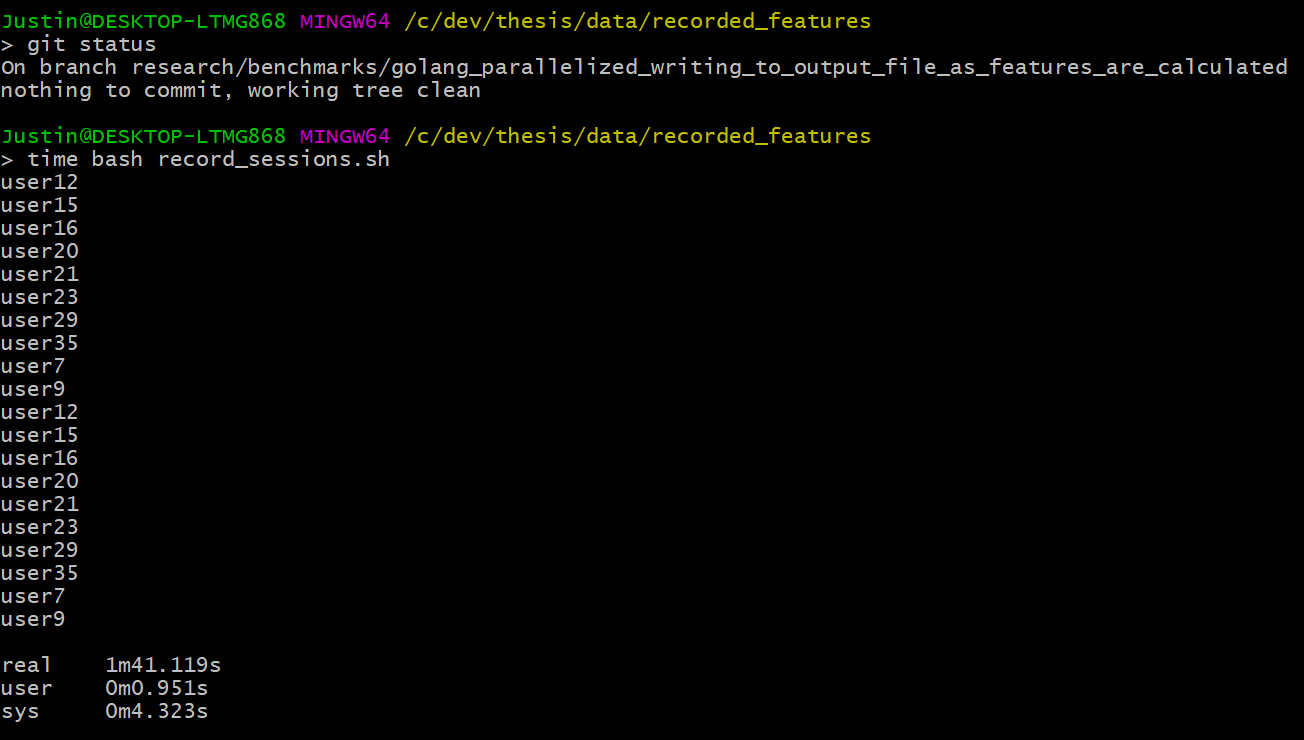 Justin@DESKTOP-LTMG868 MINGW64 /c/dev/thesis/data/recorded_features
> git status
On branch research/benchmarks/golang_parallelized_writing_to_output_file_as_features_are_calculated
nothing to commit, working tree clean

Justin@DESKTOP-LTMG868 MINGW64 /c/dev/thesis/data/recorded_features
> time bash record_sessions.sh
user12
user15
user16
user20
user21
user23
user29
user35
user7
user9
user12
user15
user16
user20
user21
user23
user29
user35
user7
user9

real    1m41.119s
user    0m0.951s
sys     0m4.323s